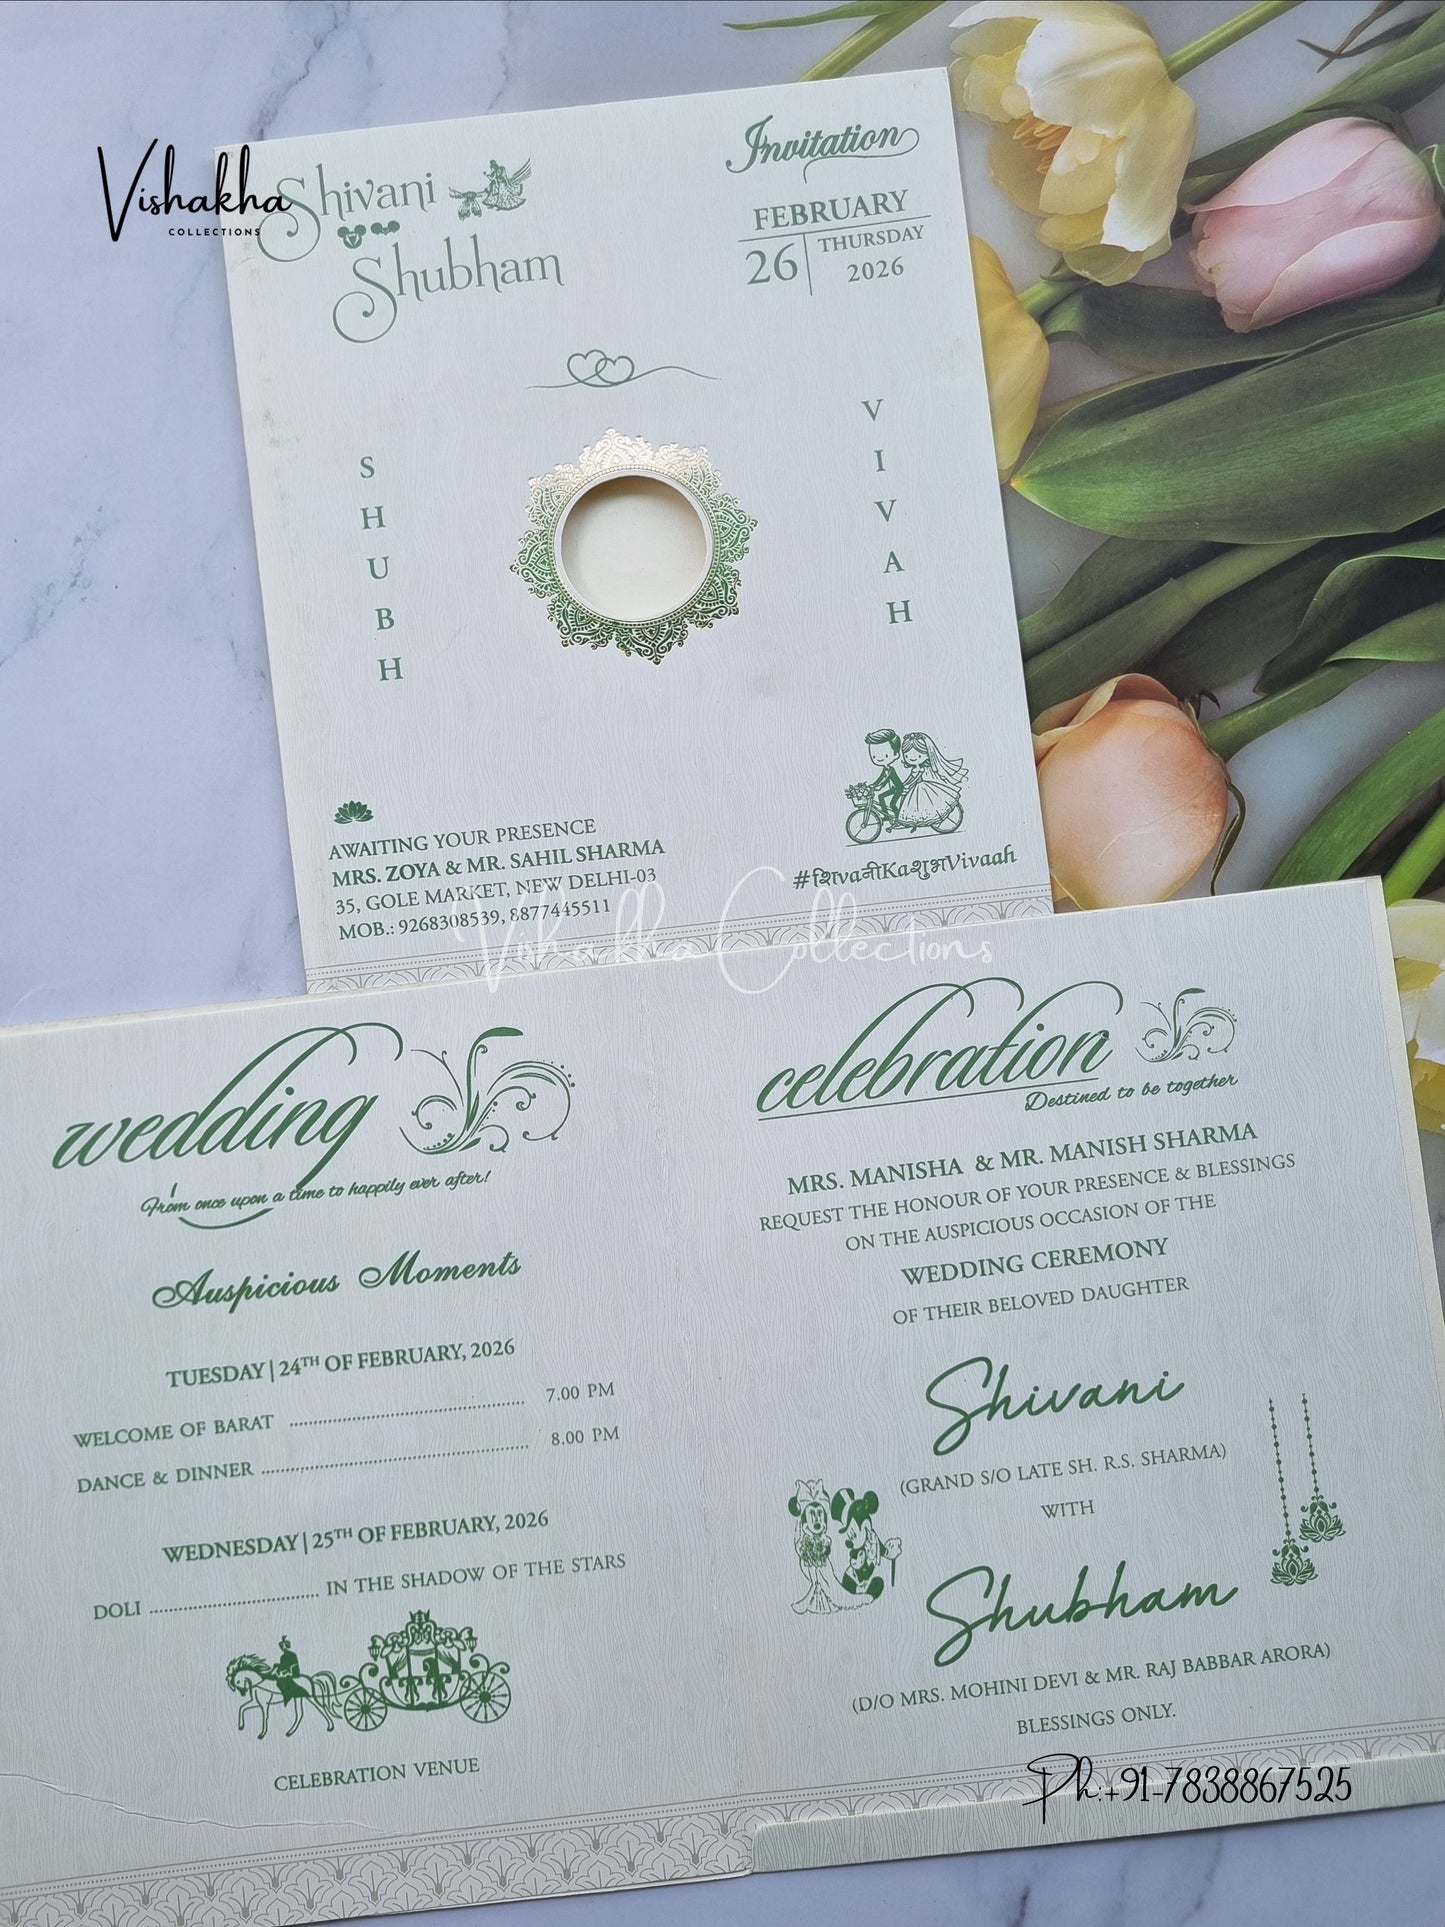 Vishakha
COLLECTIONS
Shivani
Shubham
Invitation
FEBRUARY
26
THURSDAY
2026
S
H
U
B
H
V
I
V
A
H
AWAITING YOUR PRESENCE
MRS. ZOYA & MR. SAHIL SHARMA
35, GOLE MARKET, NEW DELHI-03
MOB.: 9268308539, 8877445511
#शिvaनीKaशुभVivaah
Vishakha Collections
wedding
From once upon a time to happily ever after!
Auspicious Moments
TUESDAY | 24TH OF FEBRUARY, 2026
WELCOME OF BARAT ........................ 7.00 PM
DANCE & DINNER ........................ 8.00 PM
WEDNESDAY | 25TH OF FEBRUARY, 2026
DOLI ........................ IN THE SHADOW OF THE STARS
CELEBRATION VENUE
celebration
Destined to be together
MRS. MANISHA & MR. MANISH SHARMA
REQUEST THE HONOUR OF YOUR PRESENCE & BLESSINGS
ON THE AUSPICIOUS OCCASION OF THE
WEDDING CEREMONY
OF THEIR BELOVED DAUGHTER
Shivani
(GRAND S/O LATE SH. R.S. SHARMA)
WITH
Shubham
(D/O MRS. MOHINI DEVI & MR. RAJ BABBAR ARORA)
BLESSINGS ONLY.
Ph:+91-7838867525